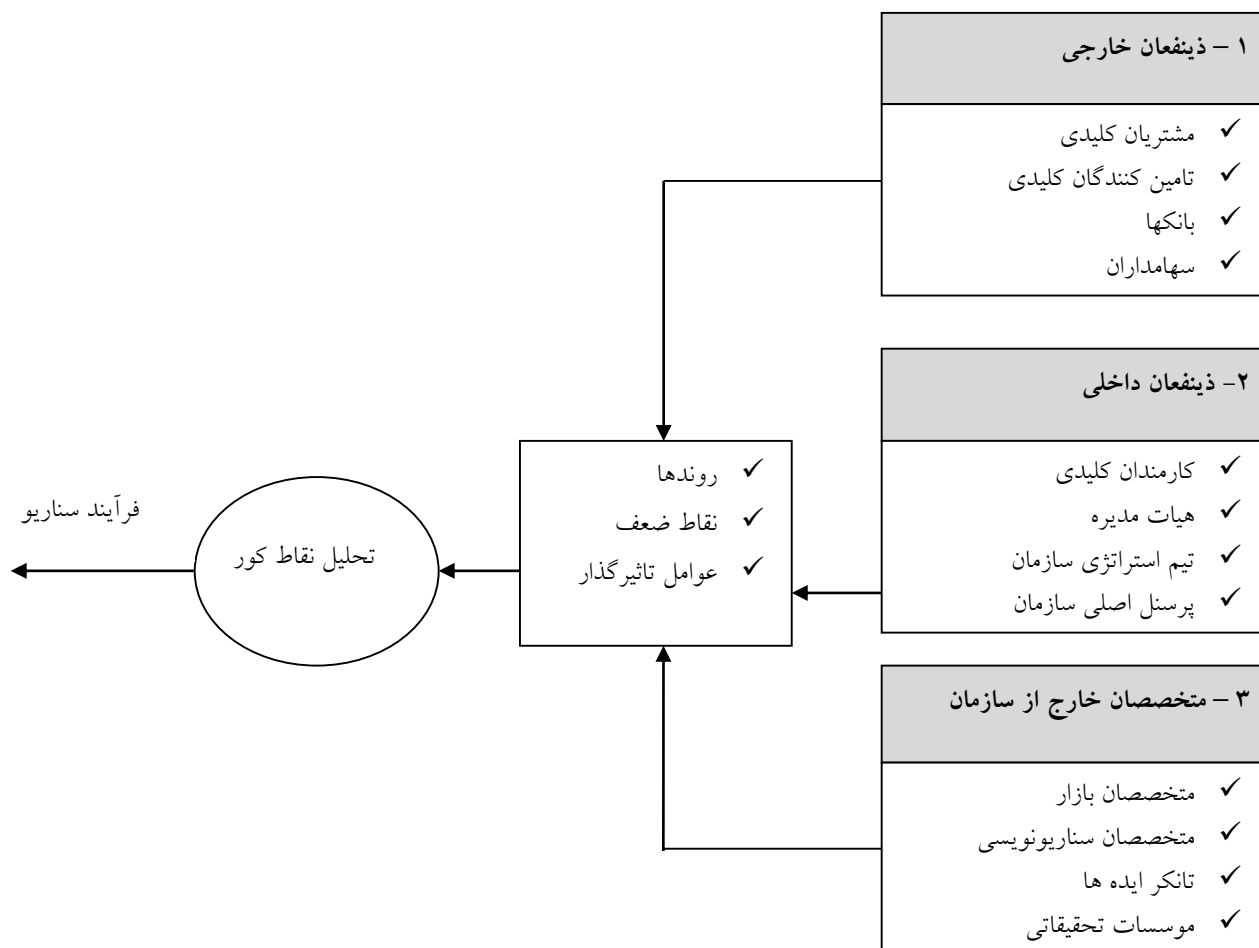 ۱ – ذینفعان خارجی
✓ مشتریان کلیدی
✓ تامین کنندگان کلیدی
✓ بانکها
✓ سهامداران
۲- ذینفعان داخلی
✓ کارمندان کلیدی
✓ هیات مدیره
✓ تیم استراتژی سازمان
✓ پرسنل اصلی سازمان
۳ – متخصصان خارج از سازمان
✓ متخصصان بازار
✓ متخصصان سناریونویسی
✓ تانکر ایده ها
✓ موسسات تحقیقاتی
✓ روندها
✓ نقاط ضعف
✓ عوامل تاثیرگذار
تحلیل نقاط کور
فرآیند سناریو